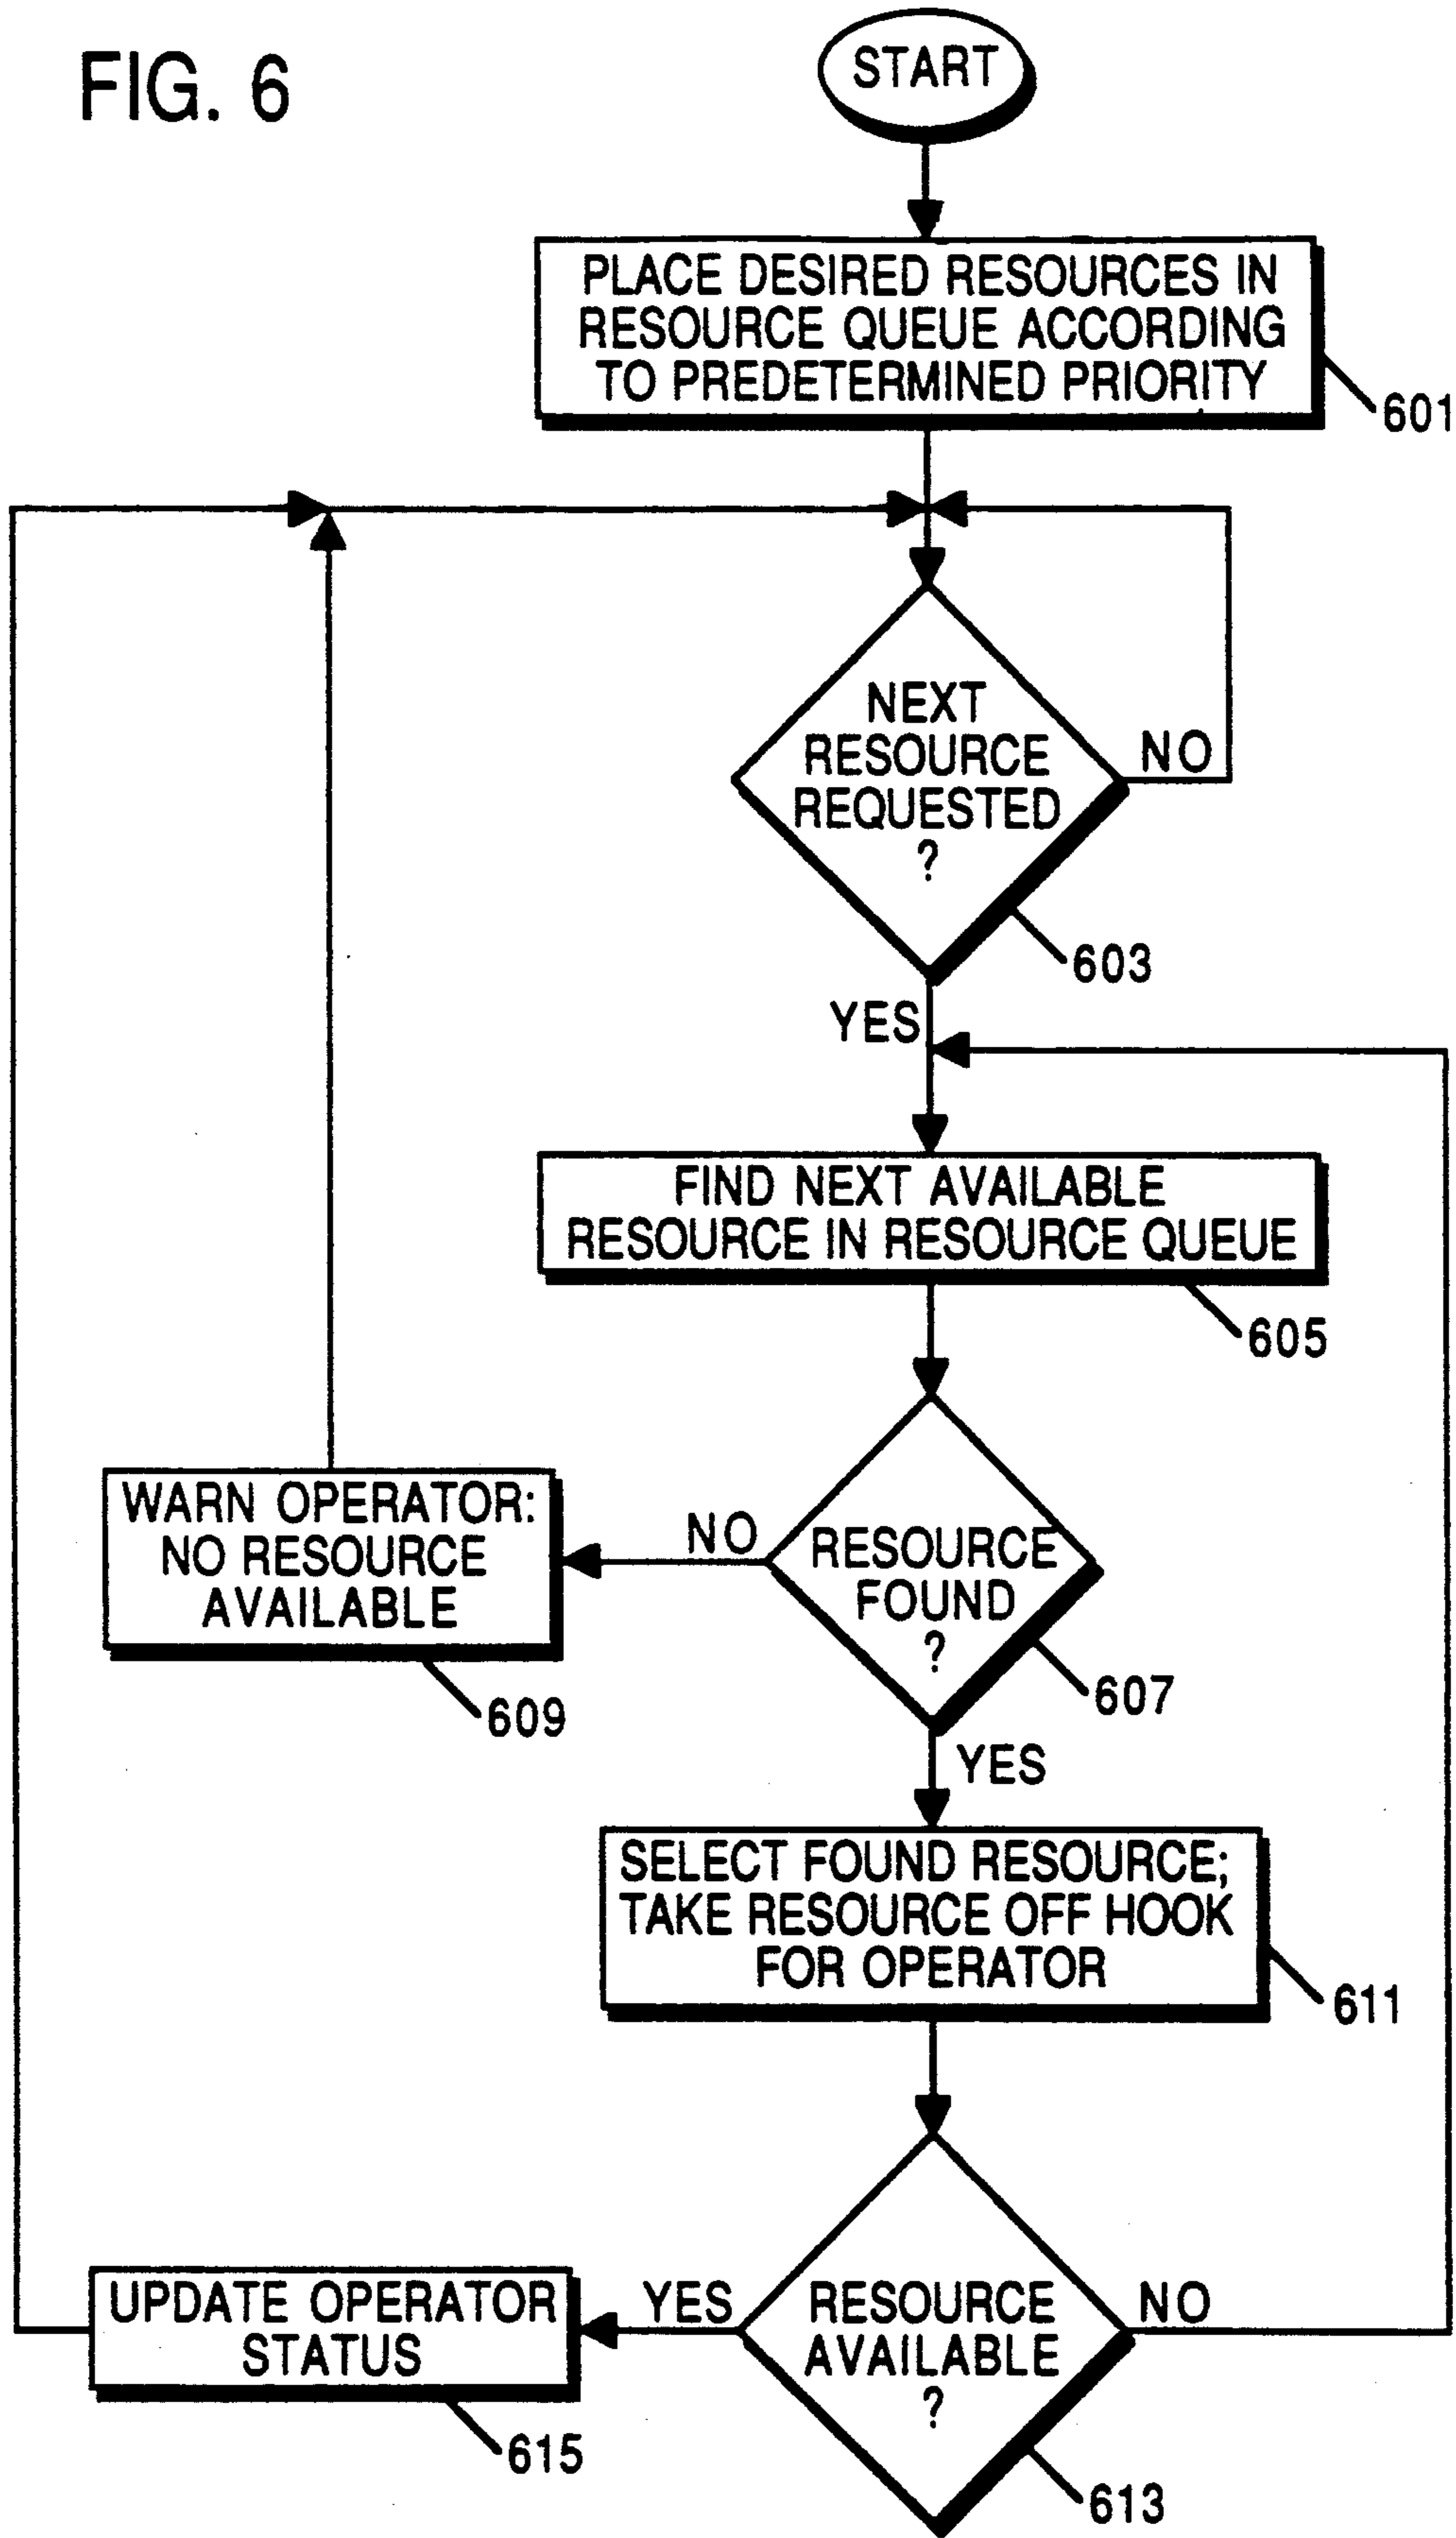 FIG. 6
START
PLACE DESIRED RESOURCES IN
RESOURCE QUEUE ACCORDING
TO PREDETERMINED PRIORITY
601
NEXT
RESOURCE
REQUESTED
?
NO
603
YES
FIND NEXT AVAILABLE
RESOURCE IN RESOURCE QUEUE
605
WARN OPERATOR:
NO RESOURCE
AVAILABLE
609
NO
RESOURCE
FOUND
?
607
YES
SELECT FOUND RESOURCE;
TAKE RESOURCE OFF HOOK
FOR OPERATOR
611
UPDATE OPERATOR
STATUS
615
YES
RESOURCE
AVAILABLE
?
NO
613